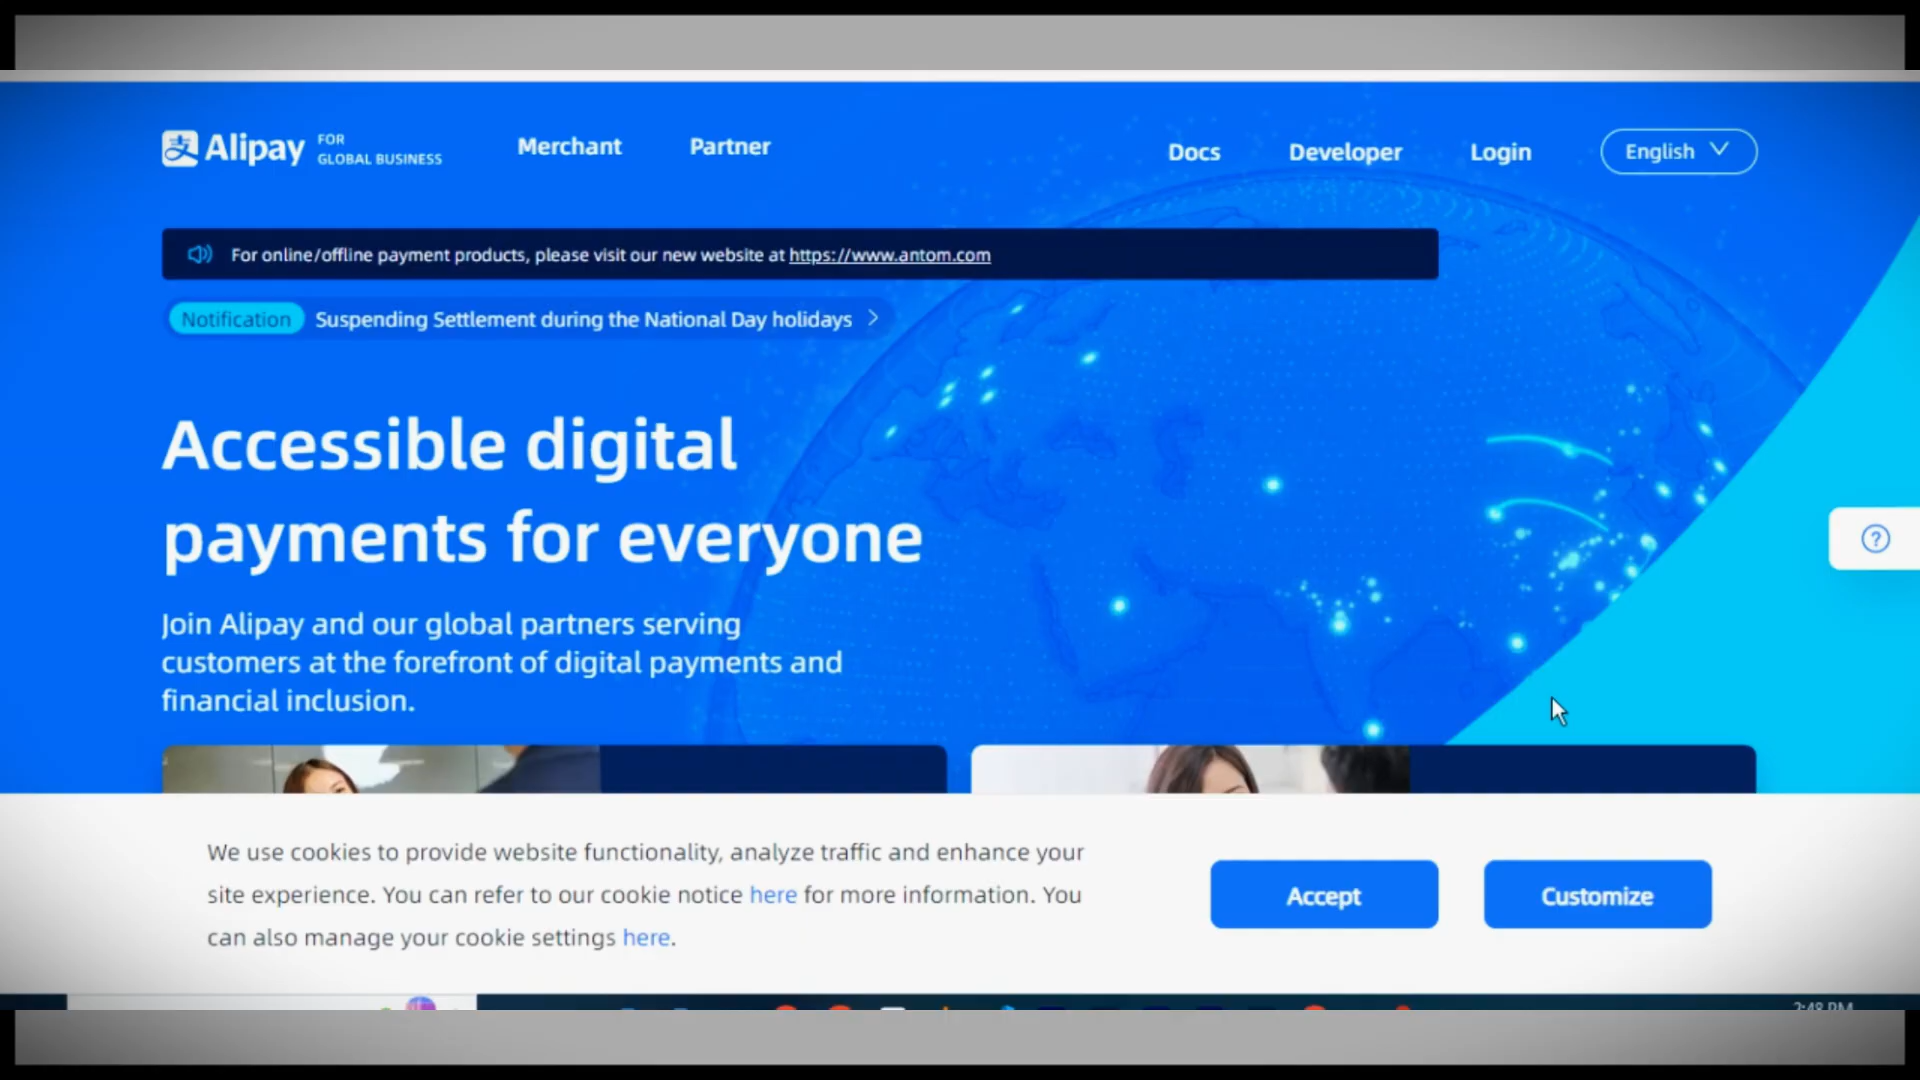 Alipay FOR GLOBAL BUSINESS
Merchant
Partner
Docs
Developer
Login
English
For online/offline payment products, please visit our new website at https://www.antom.com
Notification Suspending Settlement during the National Day holidays
Accessible digital
payments for everyone
Join Alipay and our global partners serving
customers at the forefront of digital payments and
financial inclusion.
We use cookies to provide website functionality, analyze traffic and enhance your
site experience. You can refer to our cookie notice here for more information. You
can also manage your cookie settings here.
Accept
Customize
2:48 PM